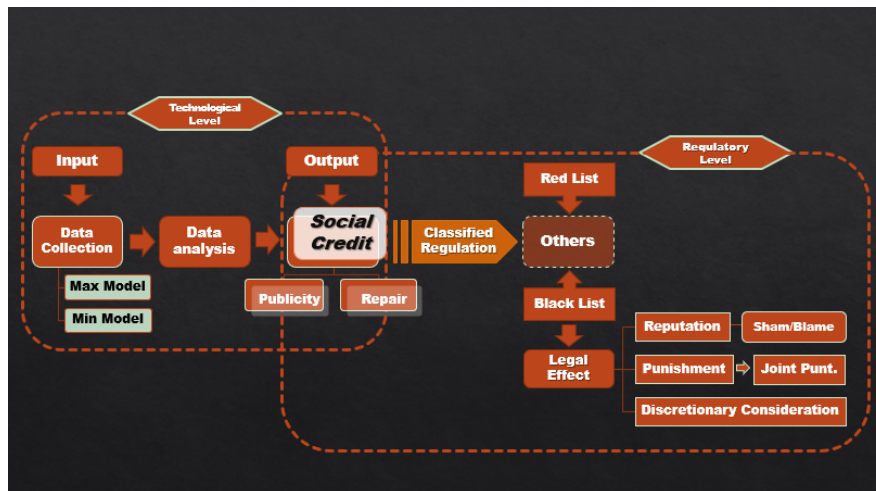 Technological
Level
Input
Output
Regulatory
Level
Red List
Data
Collection
Data
analysis
Social
Credit
Classified
Regulation
Others
Max Model
Min Model
Publicity
Repair
Black List
Legal
Effect
Reputation
Sham/Blame
Punishment
Joint Punt.
Discretionary Consideration